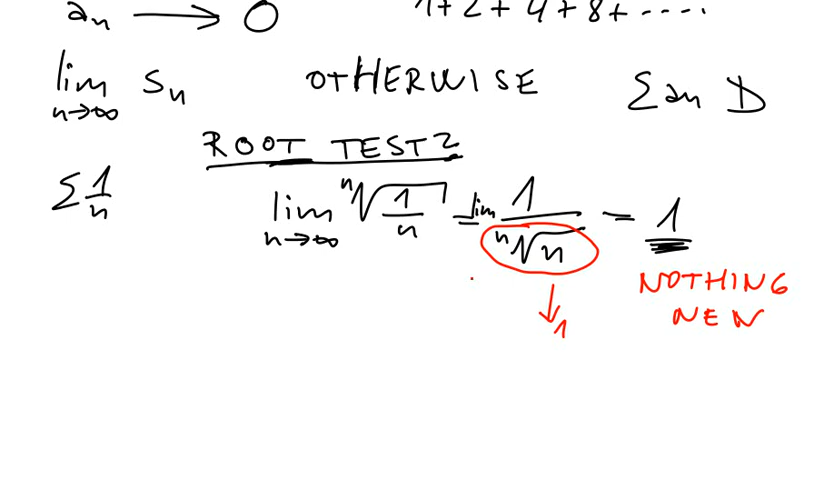 aₙ → 0 1 + 2 + 4 + 8 + ....
lim n→∞ Sₙ OTHERWISE Σ aₙ D
ROOT TEST?
Σ 1/n lim n→∞ ⁿ√(1/n) = lim 1/ⁿ√n = 1
↓ 1 NOTHING
NEW